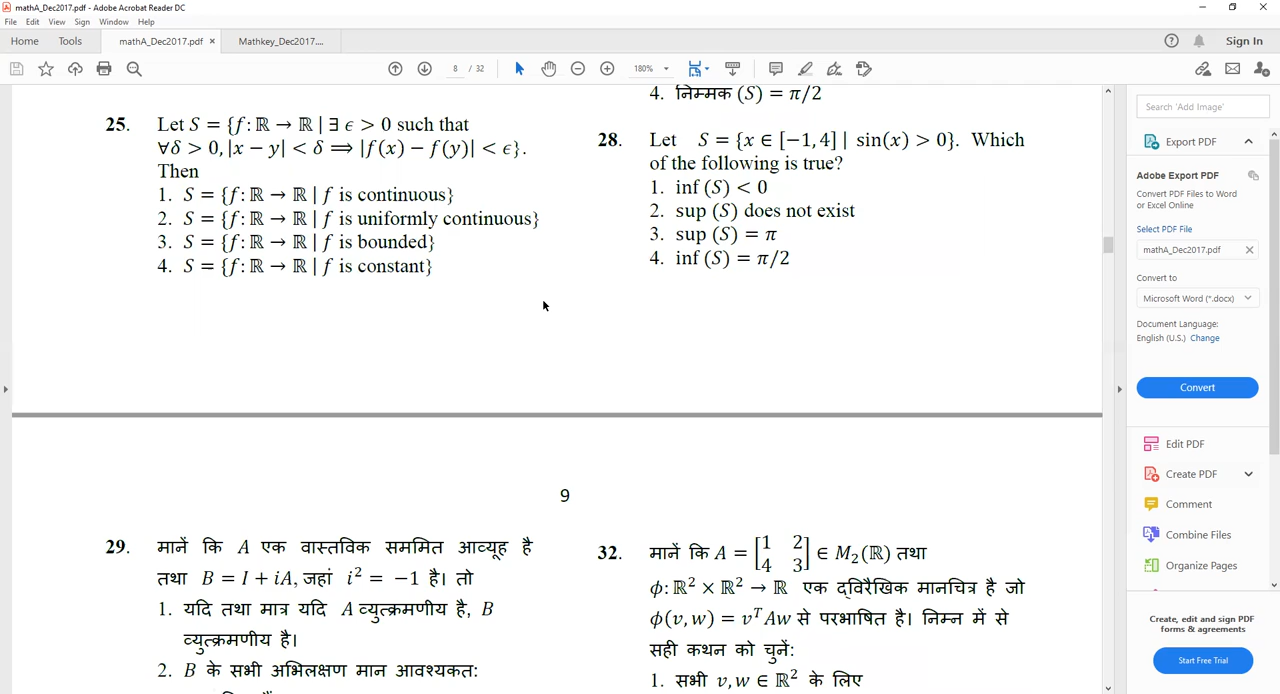 mathA_Dec2017.pdf - Adobe Acrobat Reader DC
File Edit View Sign Window Help
Home Tools mathA_Dec2017.pdf × Mathkey_Dec2017.... Sign In
8 / 32 180%
25. Let S = {f: ℝ → ℝ | ∃ ϵ > 0 such that
∀δ > 0, |x − y| < δ ⟹ |f(x) − f(y)| < ϵ}.
Then
1. S = {f: ℝ → ℝ | f is continuous}
2. S = {f: ℝ → ℝ | f is uniformly continuous}
3. S = {f: ℝ → ℝ | f is bounded}
4. S = {f: ℝ → ℝ | f is constant}
4. निम्मक (S) = π/2
28. Let S = {x ∈ [−1, 4] | sin(x) > 0}. Which
of the following is true?
1. inf (S) < 0
2. sup (S) does not exist
3. sup (S) = π
4. inf (S) = π/2
9
29. मानें कि A एक वास्तविक सममित आव्यूह है
तथा B = I + iA, जहां i² = −1 है। तो
1. यदि तथा मात्र यदि A व्युत्क्रमणीय है, B
व्युत्क्रमणीय है।
2. B के सभी अभिलक्षण मान आवश्यकत:
32. मानें कि A = [1 2; 4 3] ∈ M₂(ℝ) तथा
ϕ: ℝ² × ℝ² → ℝ एक द्विरैखिक मानचित्र है जो
ϕ(v, w) = vᵀAw से परभाषित है। निम्न में से
सही कथन को चुनें:
1. सभी v, w ∈ ℝ² के लिए
Search 'Add Image'
Export PDF
Adobe Export PDF
Convert PDF Files to Word
or Excel Online
Select PDF File
mathA_Dec2017.pdf ×
Convert to
Microsoft Word (*.docx)
Document Language:
English (U.S.) Change
Convert
Edit PDF
Create PDF
Comment
Combine Files
Organize Pages
Create, edit and sign PDF
forms & agreements
Start Free Trial